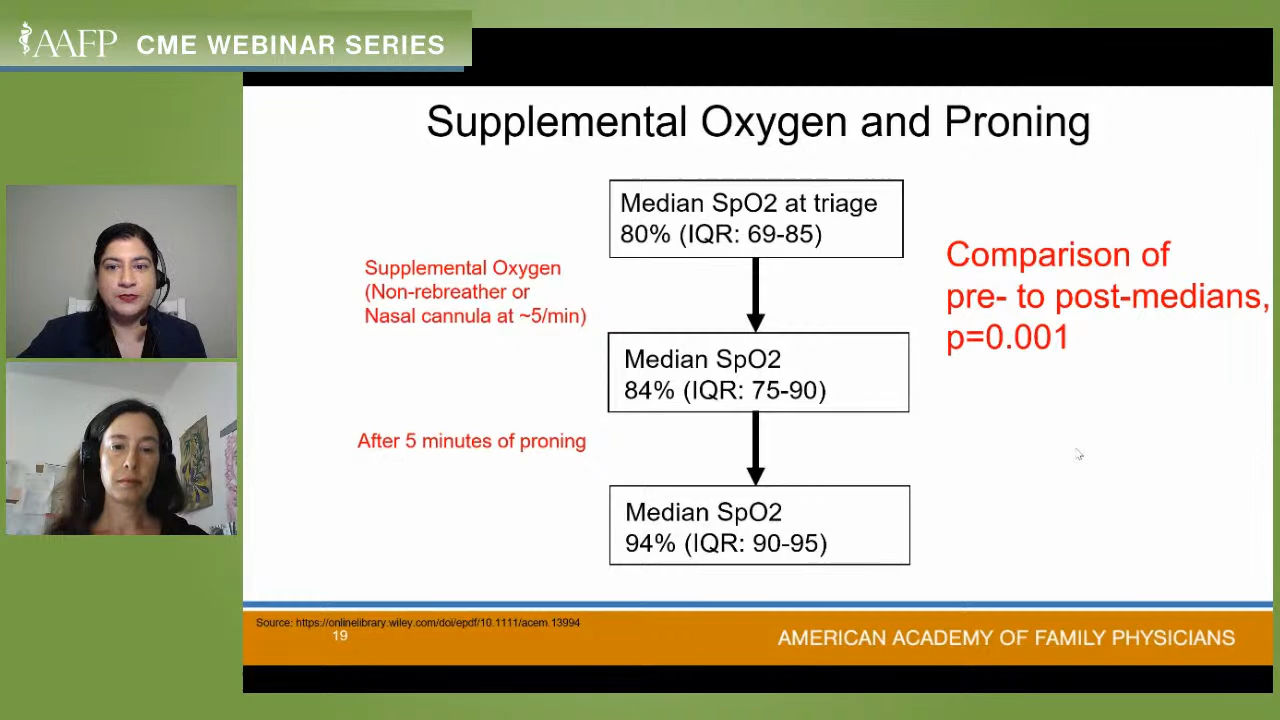 AAFP CME WEBINAR SERIES
Supplemental Oxygen and Proning
Median SpO2 at triage
80% (IQR: 69-85)
Supplemental Oxygen
(Non-rebreather or
Nasal cannula at ~5/min)
Comparison of
pre- to post-medians,
p=0.001
Median SpO2
84% (IQR: 75-90)
After 5 minutes of proning
Median SpO2
94% (IQR: 90-95)
Source: https://onlinelibrary.wiley.com/doi/epdf/10.1111/acem.13994
19
AMERICAN ACADEMY OF FAMILY PHYSICIANS